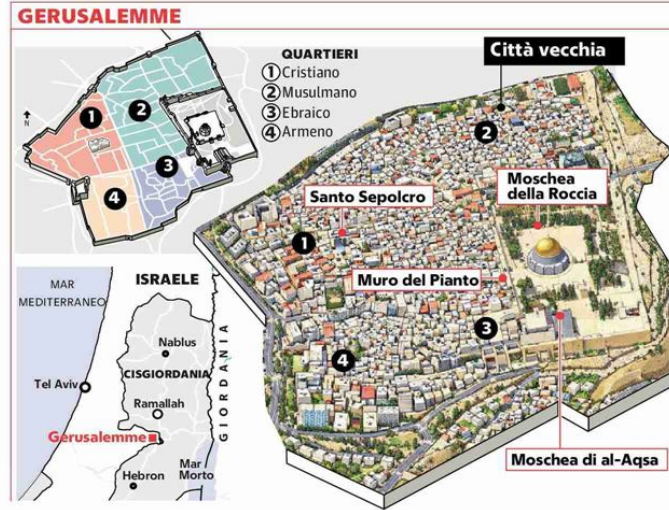 GERUSALEMME
QUARTIERI
1 Cristiano
2 Musulmano
3 Ebraico
4 Armeno
N
1
2
3
4
Città vecchia
2
Moschea
della Roccia
Santo Sepolcro
1
Muro del Pianto
3
4
Moschea di al-Aqsa
MAR
MEDITERRANEO
ISRAELE
Nablus
CISGIORDANIA
Tel Aviv
Ramallah
GIORDANIA
Gerusalemme
Hebron
Mar
Morto